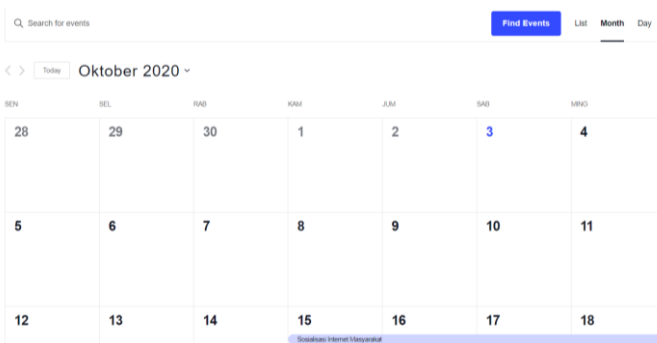 Search for events
Find Events
List Month Day
Today
Oktober 2020
SEN SEL RAB KAM JUM SAB MING
28 29 30 1 2 3 4
5 6 7 8 9 10 11
12 13 14 15 16 17 18
Sosialisasi Internet Masyarakat